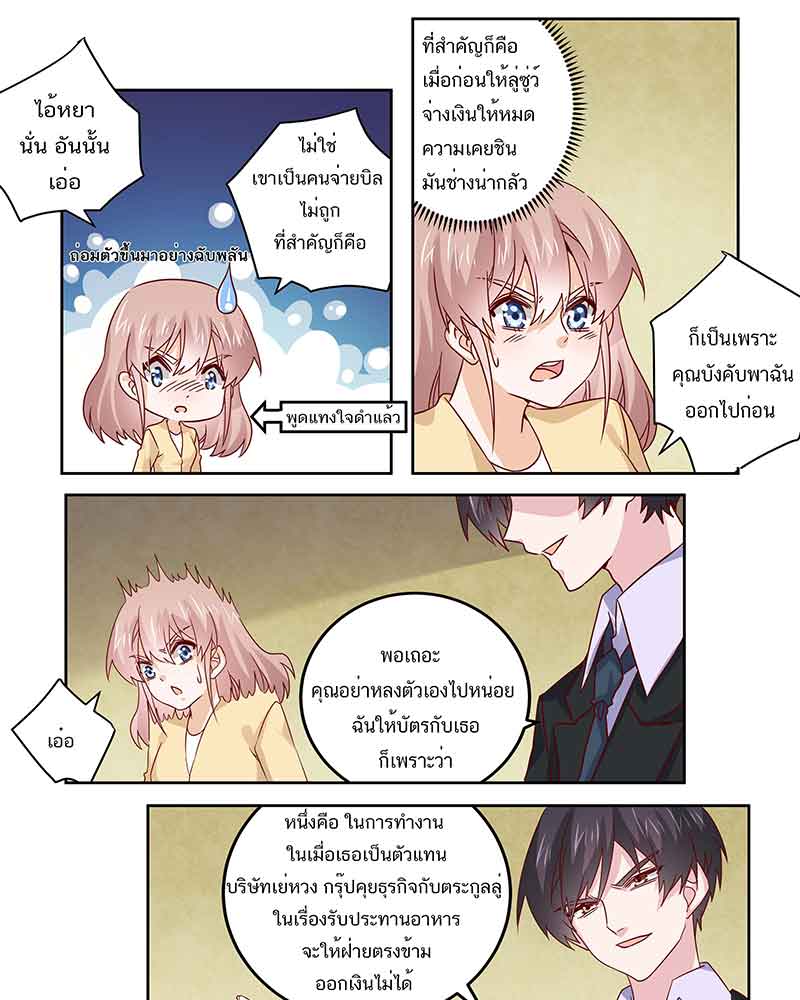 ไอ้หยา
นั่น อันนั้น
เอ่อ
ไม่ใช่
เขาเป็นคนจ่ายบิล
ไม่ถูก
ที่สำคัญก็คือ
ถ่อมตัวขึ้นมาอย่างฉับพลัน
พูดแทงใจดำแล้ว
ที่สำคัญก็คือ
เมื่อก่อนให้ลู่ซู่ว์
จ่างเงินให้หมด
ความเคยชิน
มันช่างน่ากลัว
ก็เป็นเพราะ
คุณบังคับพาฉัน
ออกไปก่อน
เอ่อ
พอเถอะ
คุณอย่าหลงตัวเองไปหน่อย
ฉันให้บัตรกับเธอ
ก็เพราะว่า
หนึ่งคือ ในการทำงาน
ในเมื่อเธอเป็นตัวแทน
บริษัทเย่หวง กรุ๊ปคุยธุรกิจกับตระกูลลู่
ในเรื่องรับประทานอาหาร
จะให้ฝ่ายตรงข้าม
ออกเงินไม่ได้